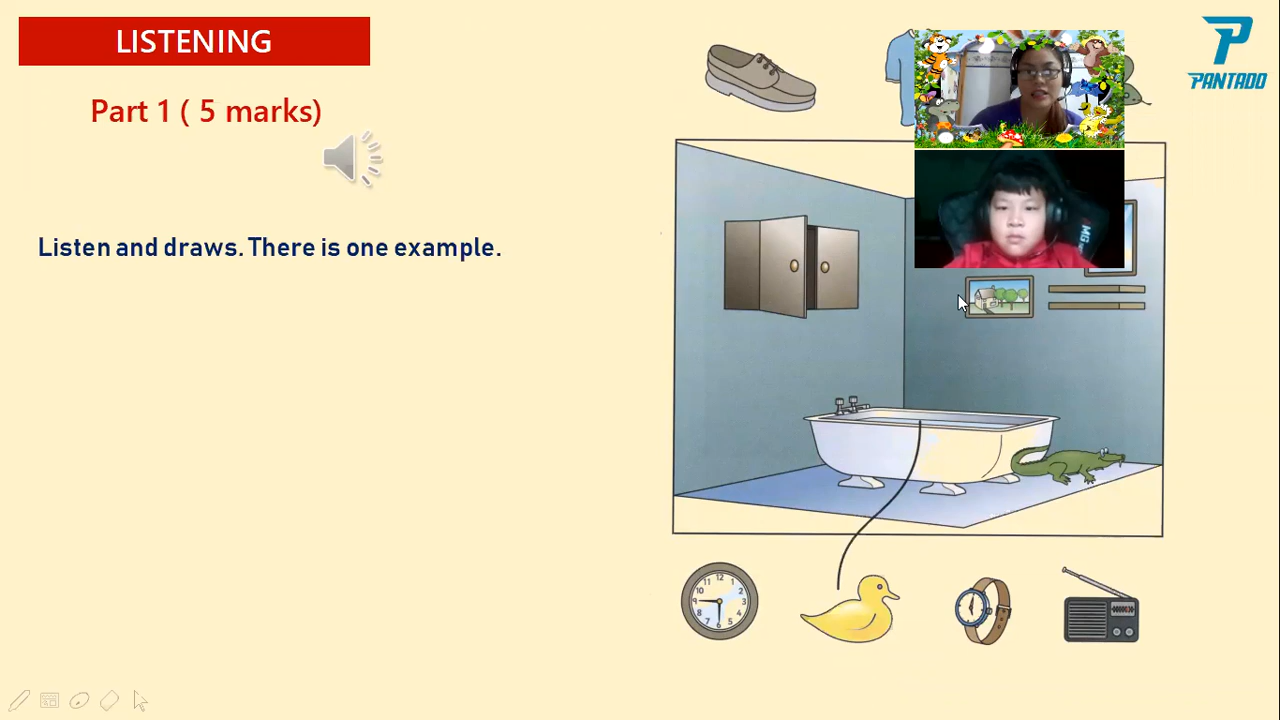 LISTENING
PANTADO
Part 1 ( 5 marks)
Listen and draws. There is one example.